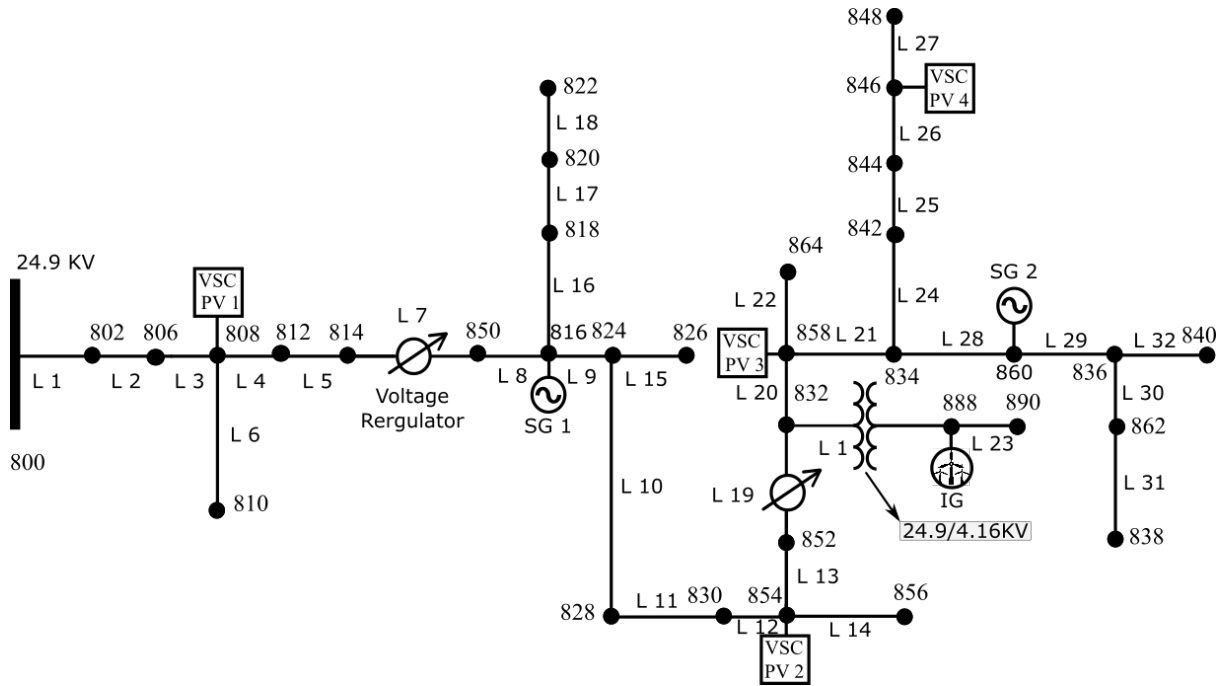 848
L 27
846
VSC
PV 4
L 26
844
L 25
842
L 24
822
L 18
820
L 17
818
L 16
24.9 KV
800
L 1
802
L 2
806
L 3
VSC
PV 1
808
L 4
812
L 5
814
L 6
810
L 7
Voltage
Rergulator
850
L 8
816
SG 1
L 9
824
L 15
826
L 10
828
L 11
830
L 12
854
VSC
PV 2
L 14
856
L 13
852
L 19
832
L 20
VSC
PV 3
858
L 22
864
L 21
834
L 28
SG 2
860
L 29
836
L 32
840
L 30
862
L 31
838
L 1
888
L 23
890
IG
24.9/4.16KV